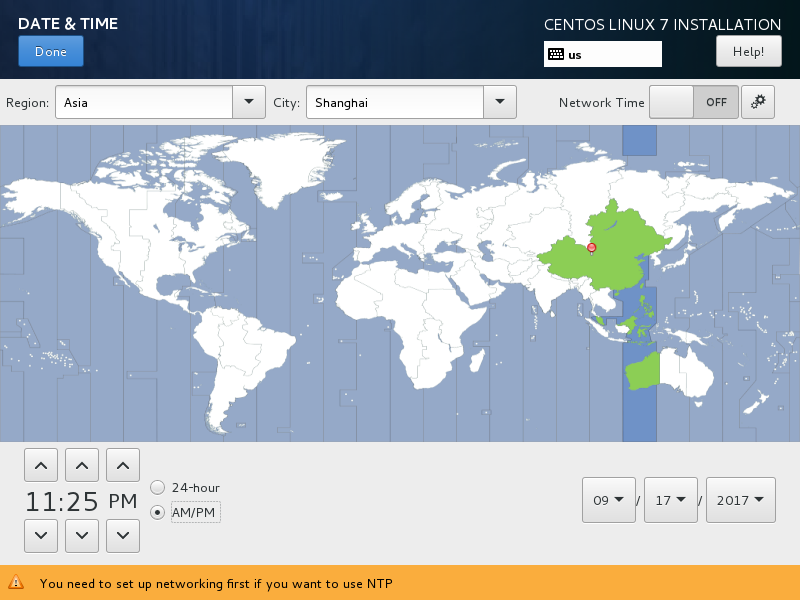 DATE & TIME
CENTOS LINUX 7 INSTALLATION
Done
us
Help!
Region: Asia City: Shanghai Network Time OFF
11:25 PM
24-hour
AM/PM
09 / 17 / 2017
You need to set up networking first if you want to use NTP